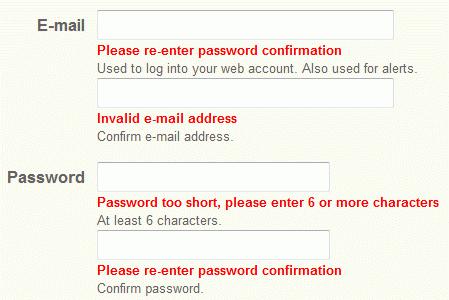 E-mail
Please re-enter password confirmation
Used to log into your web account. Also used for alerts.
Invalid e-mail address
Confirm e-mail address.
Password
Password too short, please enter 6 or more characters
At least 6 characters.
Please re-enter password confirmation
Confirm password.